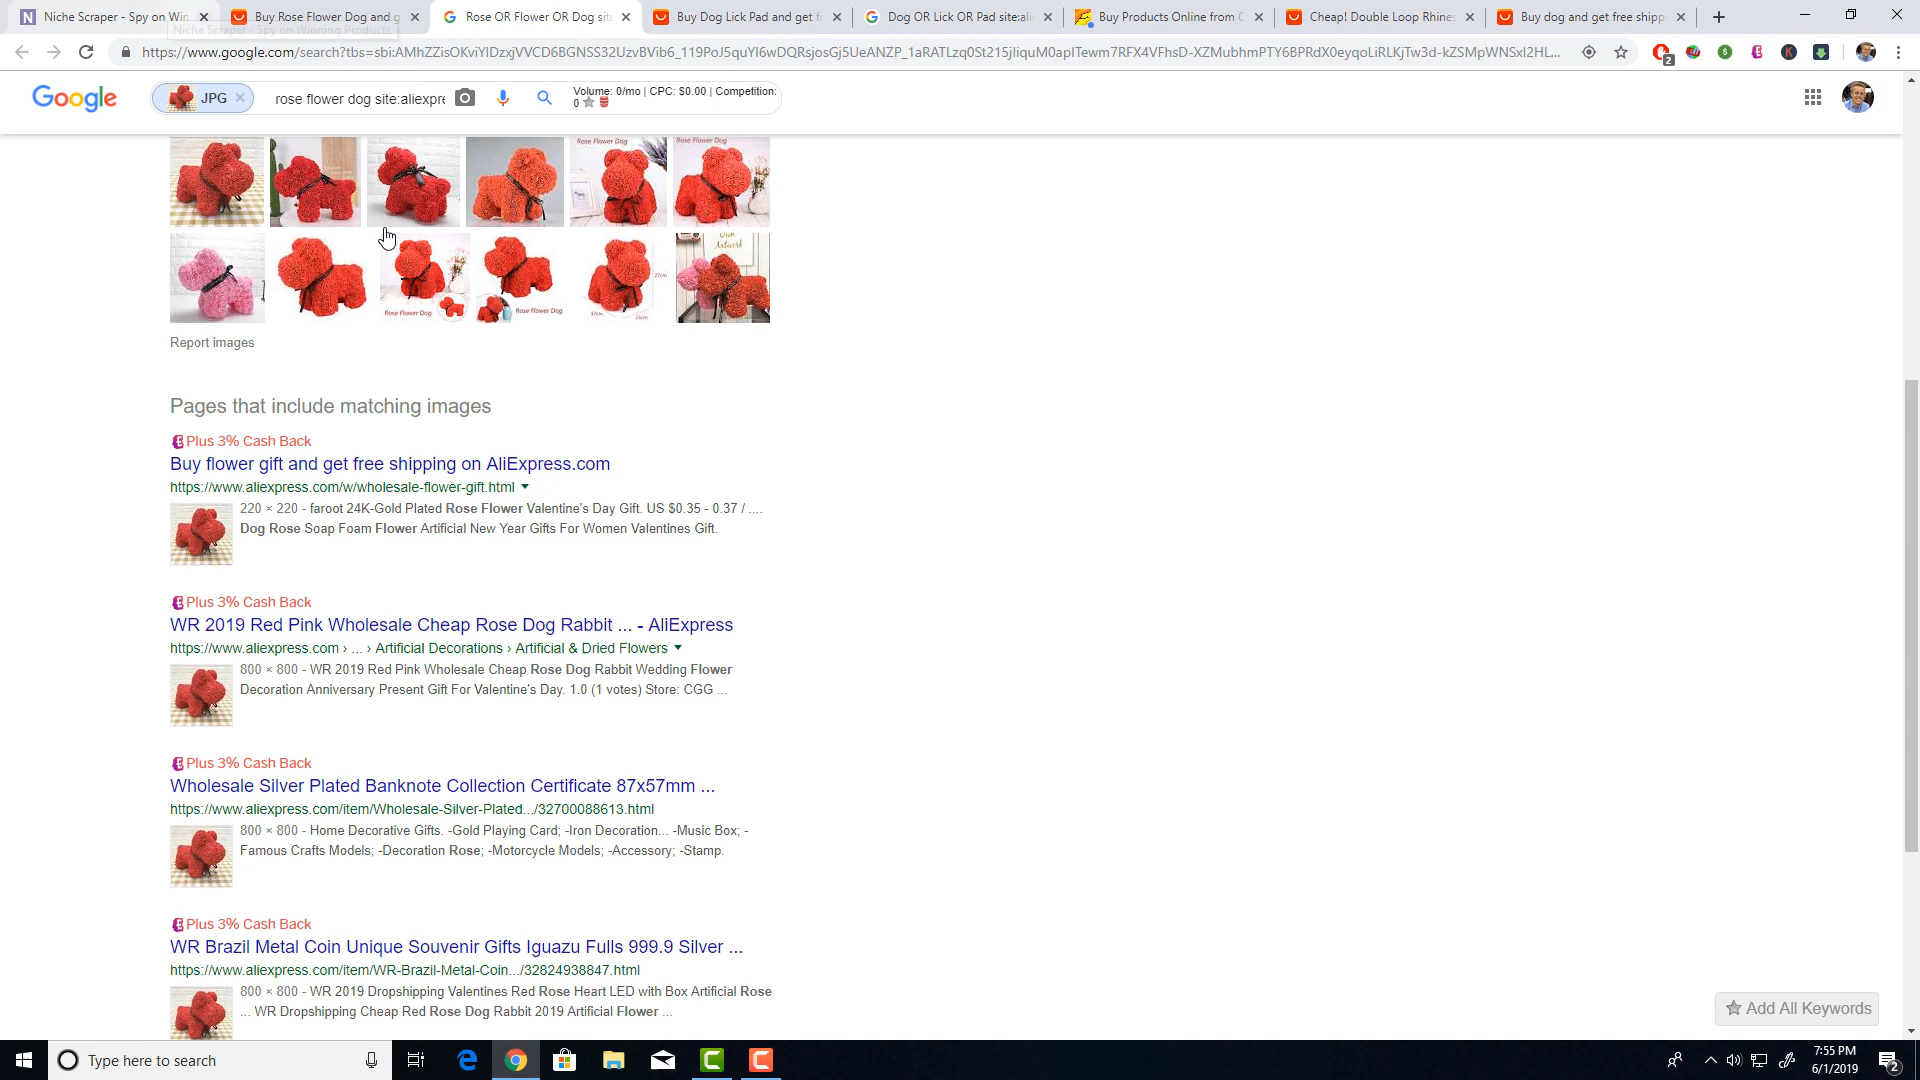 Niche Scraper - Spy on Win
Buy Rose Flower Dog and g
Rose OR Flower OR Dog sit
Buy Dog Lick Pad and get f
Dog OR Lick OR Pad site:ali
Buy Products Online from C
Cheap! Double Loop Rhines
Buy dog and get free shipp
Niche Scraper - Spy on Winning Products
Google
JPG
rose flower dog site:aliexpre
Volume: 0/mo | CPC: $0.00 | Competition:
0
Rose Flower Dog
Rose Flower Dog
Rose Flower Dog
Rose Flower Dog
Report images
Pages that include matching images
Plus 3% Cash Back
Buy flower gift and get free shipping on AliExpress.com
https://www.aliexpress.com/w/wholesale-flower-gift.html
220 × 220 - faroot 24K-Gold Plated Rose Flower Valentine's Day Gift. US $0.35 - 0.37 / ....
Dog Rose Soap Foam Flower Artificial New Year Gifts For Women Valentines Gift.
Plus 3% Cash Back
WR 2019 Red Pink Wholesale Cheap Rose Dog Rabbit ... - AliExpress
https://www.aliexpress.com › ... › Artificial Decorations › Artificial & Dried Flowers
800 × 800 - WR 2019 Red Pink Wholesale Cheap Rose Dog Rabbit Wedding Flower
Decoration Anniversary Present Gift For Valentine's Day. 1.0 (1 votes) Store: CGG ...
Plus 3% Cash Back
Wholesale Silver Plated Banknote Collection Certificate 87x57mm ...
https://www.aliexpress.com/item/Wholesale-Silver-Plated.../32700088613.html
800 × 800 - Home Decorative Gifts. -Gold Playing Card; -Iron Decoration... -Music Box; -
Famous Crafts Models; -Decoration Rose; -Motorcycle Models; -Accessory; -Stamp.
Plus 3% Cash Back
WR Brazil Metal Coin Unique Souvenir Gifts Iguazu Fulls 999.9 Silver ...
https://www.aliexpress.com/item/WR-Brazil-Metal-Coin.../32824938847.html
800 × 800 - WR 2019 Dropshipping Valentines Red Rose Heart LED with Box Artificial Rose
... WR Dropshipping Cheap Red Rose Dog Rabbit 2019 Artificial Flower ...
Add All Keywords
Type here to search
7:55 PM
6/1/2019
2